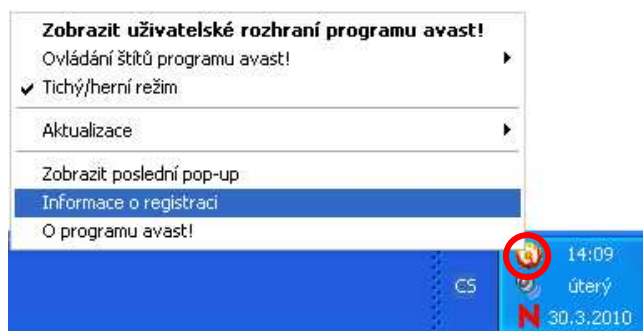 Zobrazit uživatelské rozhraní programu avast!
Ovládání štítů programu avast!
Tichý/herní režim
Aktualizace
Zobrazit poslední pop-up
Informace o registraci
O programu avast!
14:09
CS
úterý
N 30.3.2010